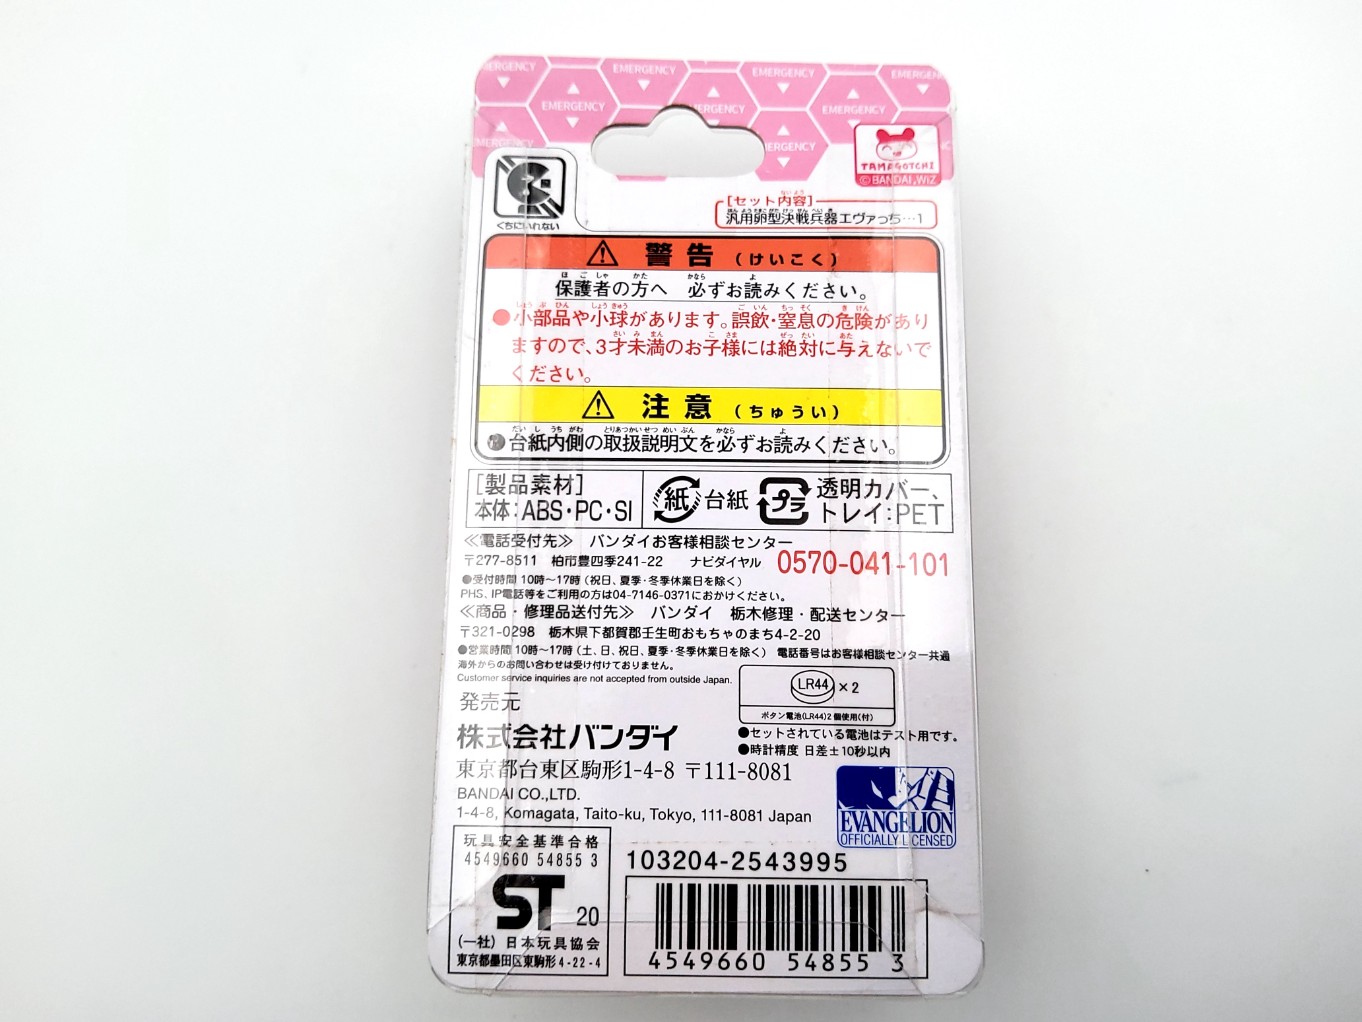 EMERGENCY EMERGENCY EMERGENCY EMERGENCY
EMERGENCY EMERGENCY EMERGENCY
TAMAGOTCHI
©BANDAI,WiZ
くちにいれない
[セット内容]
汎用卵型決戦兵器エヴァっち…1
⚠ 警告 (けいこく)
保護者の方へ 必ずお読みください。
●小部品や小球があります。誤飲・窒息の危険があり
ますので、3才未満のお子様には絶対に与えないで
ください。
⚠ 注意 (ちゅうい)
●台紙内側の取扱説明文を必ずお読みください。
[製品素材]
本体:ABS・PC・SI
紙 台紙
プラ 透明カバー、
トレイ:PET
≪電話受付先≫ バンダイお客様相談センター
〒277-8511 柏市豊四季241-22 ナビダイヤル 0570-041-101
●受付時間 10時〜17時 (祝日、夏季・冬季休業日を除く)
PHS、IP電話等をご利用の方は04-7146-0371におかけください。
≪商品・修理品送付先≫ バンダイ 栃木修理・配送センター
〒321-0298 栃木県下都賀郡壬生町おもちゃのまち4-2-20
●営業時間 10時〜17時 (土、日、祝日、夏季・冬季休業日を除く) 電話番号はお客様相談センター共通
海外からのお問い合わせは受け付けておりません。
Customer service inquiries are not accepted from outside Japan.
LR44 ×2
ボタン電池(LR44)2個使用(付)
●セットされている電池はテスト用です。
●時計精度 日差±10秒以内
発売元
株式会社バンダイ
東京都台東区駒形1-4-8 〒111-8081
BANDAI CO.,LTD.
1-4-8, Komagata, Taito-ku, Tokyo, 111-8081 Japan
EVANGELION
OFFICIALLY LICENSED
玩具安全基準合格
4549660 54855 3
ST 20
(一社) 日本玩具協会
東京都墨田区東駒形4-22-4
103204-2543995
4549660 54855 3